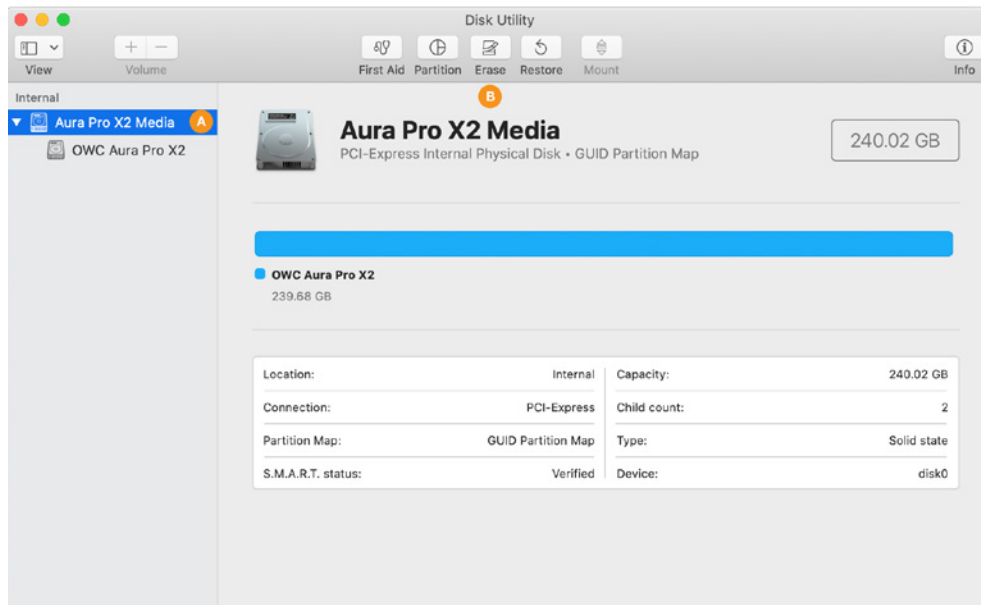 Disk Utility
View
Volume
First Aid
Partition
Erase
Restore
Mount
Info
Internal
Aura Pro X2 Media
A
OWC Aura Pro X2
B
Aura Pro X2 Media
PCI-Express Internal Physical Disk • GUID Partition Map
240.02 GB
OWC Aura Pro X2
239.68 GB
Location: Internal
Capacity: 240.02 GB
Connection: PCI-Express
Child count: 2
Partition Map: GUID Partition Map
Type: Solid state
S.M.A.R.T. status: Verified
Device: disk0